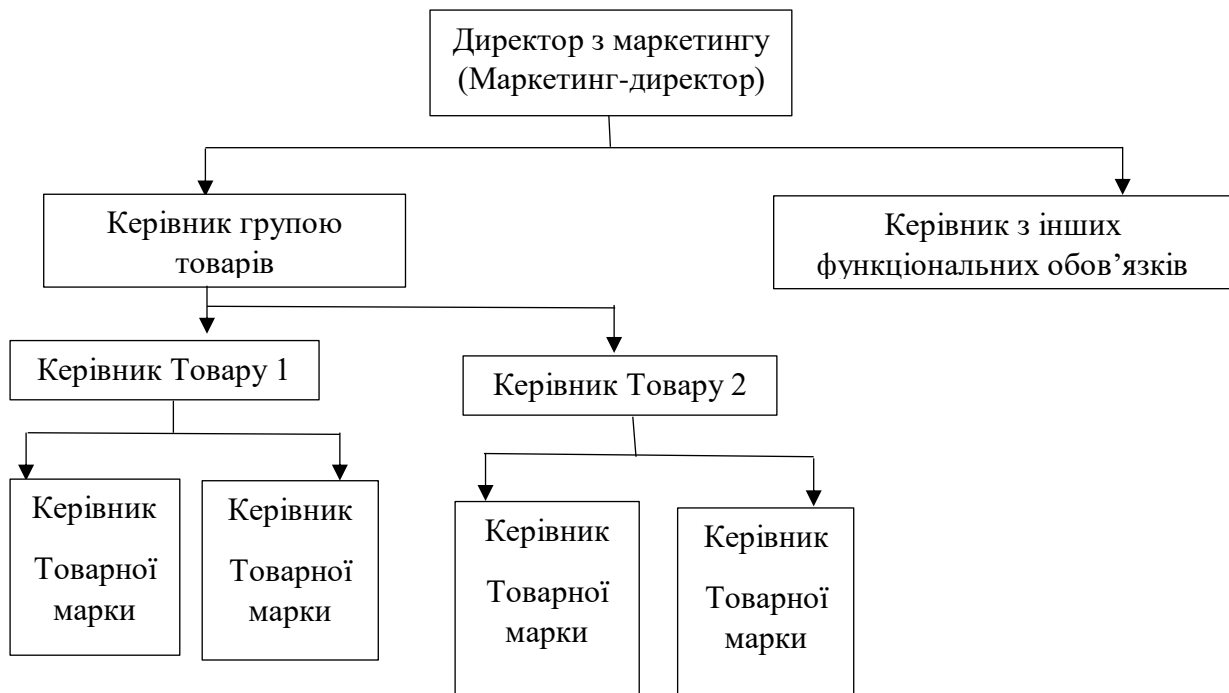 Директор з маркетингу
(Маркетинг-директор)
Керівник групою
товарів
Керівник з інших
функціональних обов’язків
Керівник Товару 1
Керівник Товару 2
Керівник
Товарної
марки
Керівник
Товарної
марки
Керівник
Товарної
марки
Керівник
Товарної
марки